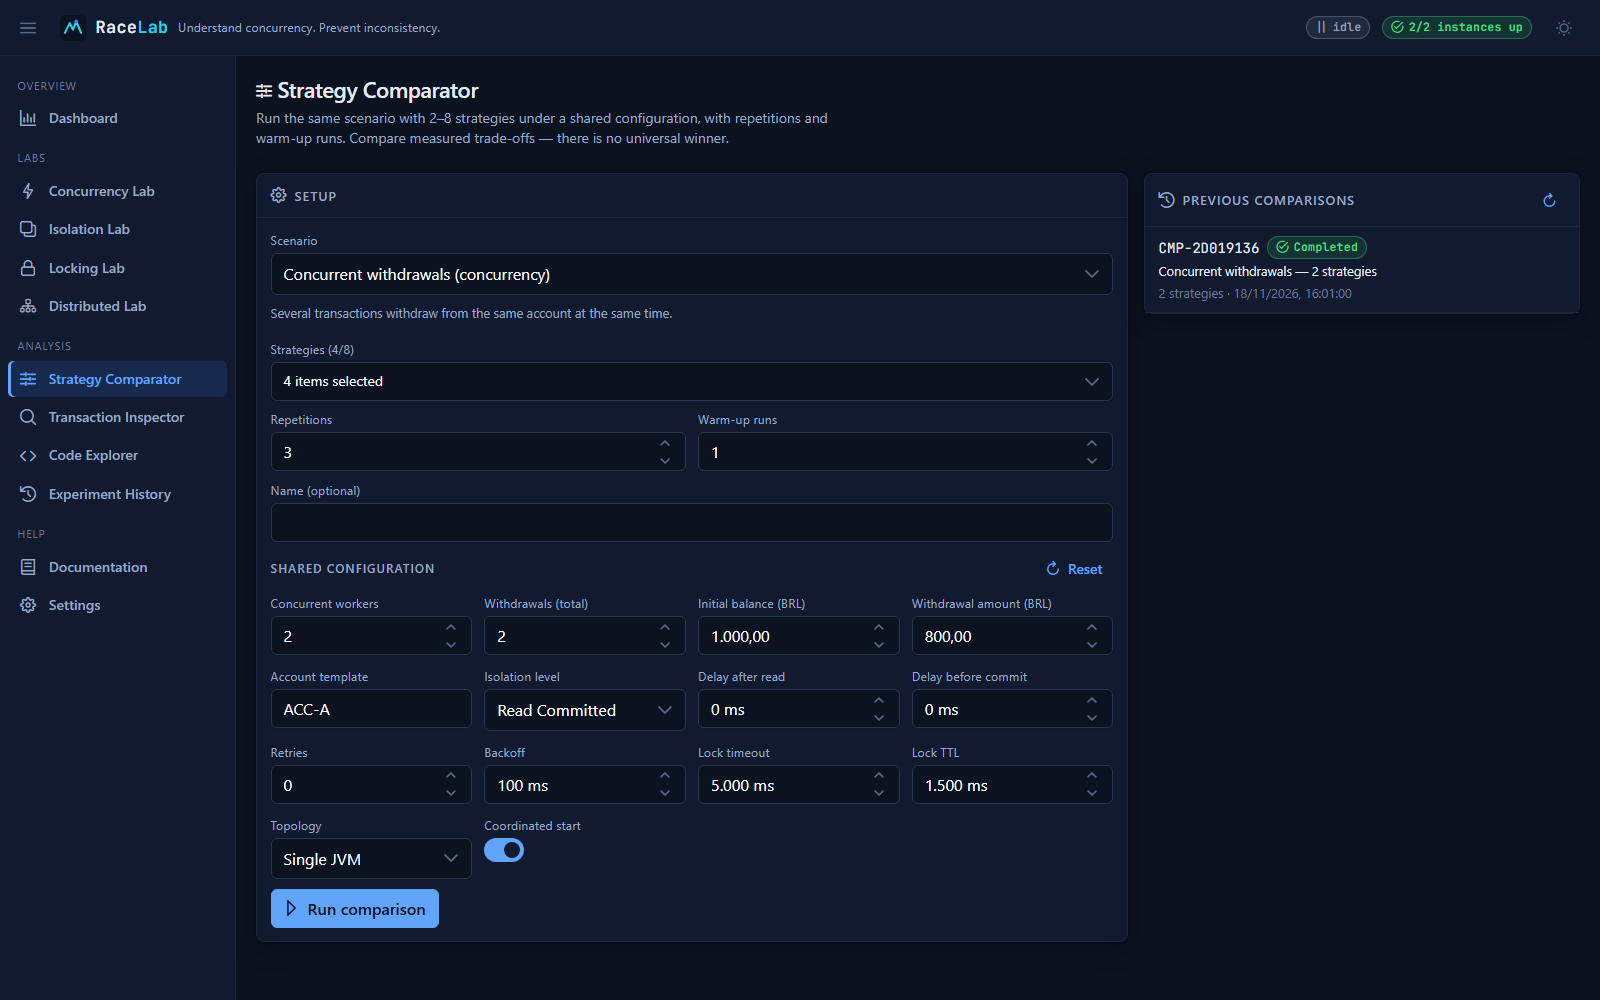 RaceLab
Understand concurrency. Prevent inconsistency.
idle
2/2 instances up
OVERVIEW
Dashboard
LABS
Concurrency Lab
Isolation Lab
Locking Lab
Distributed Lab
ANALYSIS
Strategy Comparator
Transaction Inspector
Code Explorer
Experiment History
HELP
Documentation
Settings
Strategy Comparator
Run the same scenario with 2–8 strategies under a shared configuration, with repetitions and
warm-up runs. Compare measured trade-offs — there is no universal winner.
SETUP
Scenario
Concurrent withdrawals (concurrency)
Several transactions withdraw from the same account at the same time.
Strategies (4/8)
4 items selected
Repetitions
Warm-up runs
3
1
Name (optional)
SHARED CONFIGURATION
Reset
Concurrent workers
Withdrawals (total)
Initial balance (BRL)
Withdrawal amount (BRL)
2
2
1.000,00
800,00
Account template
Isolation level
Delay after read
Delay before commit
ACC-A
Read Committed
0 ms
0 ms
Retries
Backoff
Lock timeout
Lock TTL
0
100 ms
5.000 ms
1.500 ms
Topology
Coordinated start
Single JVM
Run comparison
PREVIOUS COMPARISONS
CMP-2D019136
Completed
Concurrent withdrawals — 2 strategies
2 strategies · 18/11/2026, 16:01:00